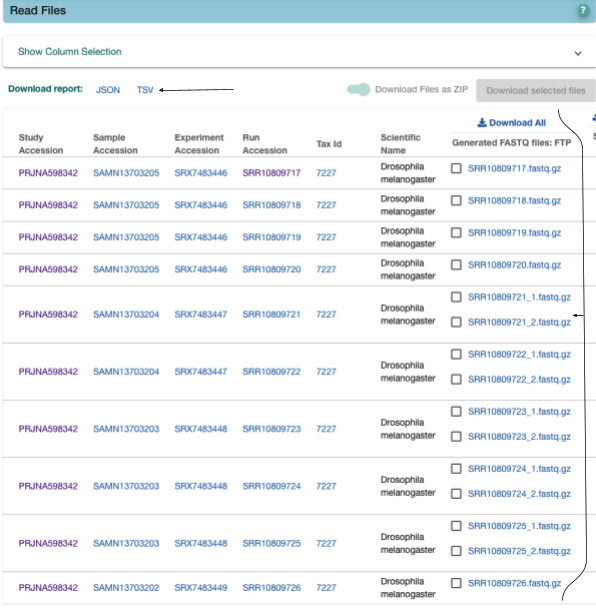 Read Files
?
Show Column Selection
Download report: JSON TSV Download Files as ZIP Download selected files
Download All
Study Accession Sample Accession Experiment Accession Run Accession Tax Id Scientific Name Generated FASTQ files: FTP
PRJNA598342 SAMN13703205 SRX7483446 SRR10809717 7227 Drosophila melanogaster SRR10809717.fastq.gz
PRJNA598342 SAMN13703205 SRX7483446 SRR10809718 7227 Drosophila melanogaster SRR10809718.fastq.gz
PRJNA598342 SAMN13703205 SRX7483446 SRR10809719 7227 Drosophila melanogaster SRR10809719.fastq.gz
PRJNA598342 SAMN13703205 SRX7483446 SRR10809720 7227 Drosophila melanogaster SRR10809720.fastq.gz
PRJNA598342 SAMN13703204 SRX7483447 SRR10809721 7227 Drosophila melanogaster SRR10809721_1.fastq.gz
SRR10809721_2.fastq.gz
PRJNA598342 SAMN13703204 SRX7483447 SRR10809722 7227 Drosophila melanogaster SRR10809722_1.fastq.gz
SRR10809722_2.fastq.gz
PRJNA598342 SAMN13703203 SRX7483448 SRR10809723 7227 Drosophila melanogaster SRR10809723_1.fastq.gz
SRR10809723_2.fastq.gz
PRJNA598342 SAMN13703203 SRX7483448 SRR10809724 7227 Drosophila melanogaster SRR10809724_1.fastq.gz
SRR10809724_2.fastq.gz
PRJNA598342 SAMN13703203 SRX7483448 SRR10809725 7227 Drosophila melanogaster SRR10809725_1.fastq.gz
SRR10809725_2.fastq.gz
PRJNA598342 SAMN13703202 SRX7483449 SRR10809726 7227 Drosophila melanogaster SRR10809726.fastq.gz